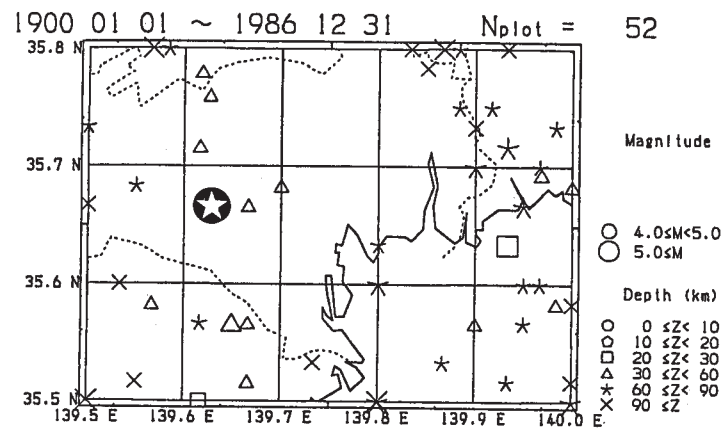 1900 01 01 ~ 1986 12 31 Nplot = 52
35.8 N
35.7 N
35.6 N
35.5 N
139.5 E 139.6 E 139.7 E 139.8 E 139.9 E 140.0 E
Magnitude
4.0≤M<5.0
5.0≤M
Depth (km)
0 ≤Z< 10
10 ≤Z< 20
20 ≤Z< 30
30 ≤Z< 60
60 ≤Z< 90
90 ≤Z